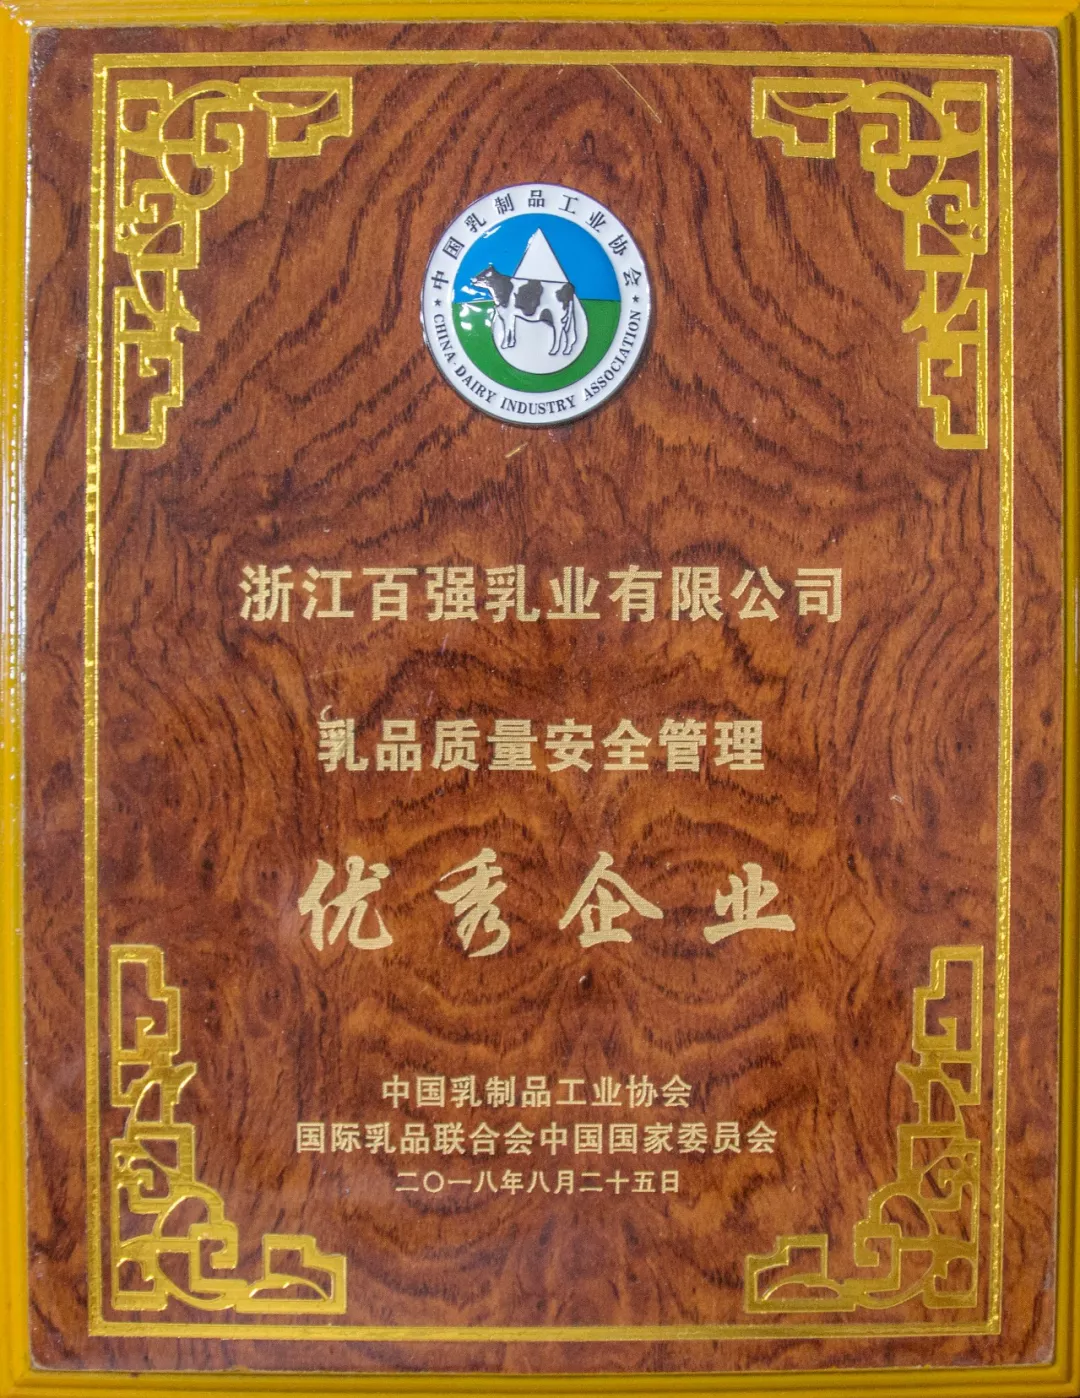 中国乳制品工业协会
★ CHINA·DAIRY INDUSTRY ASSOCIATION ★
浙江百强乳业有限公司
乳品质量安全管理
优秀企业
中国乳制品工业协会
国际乳品联合会中国国家委员会
二〇一八年八月二十五日